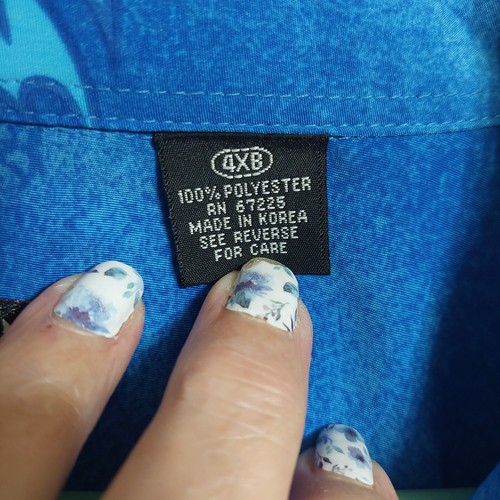 4XB
100% POLYESTER
RN 67225
MADE IN KOREA
SEE REVERSE
FOR CARE